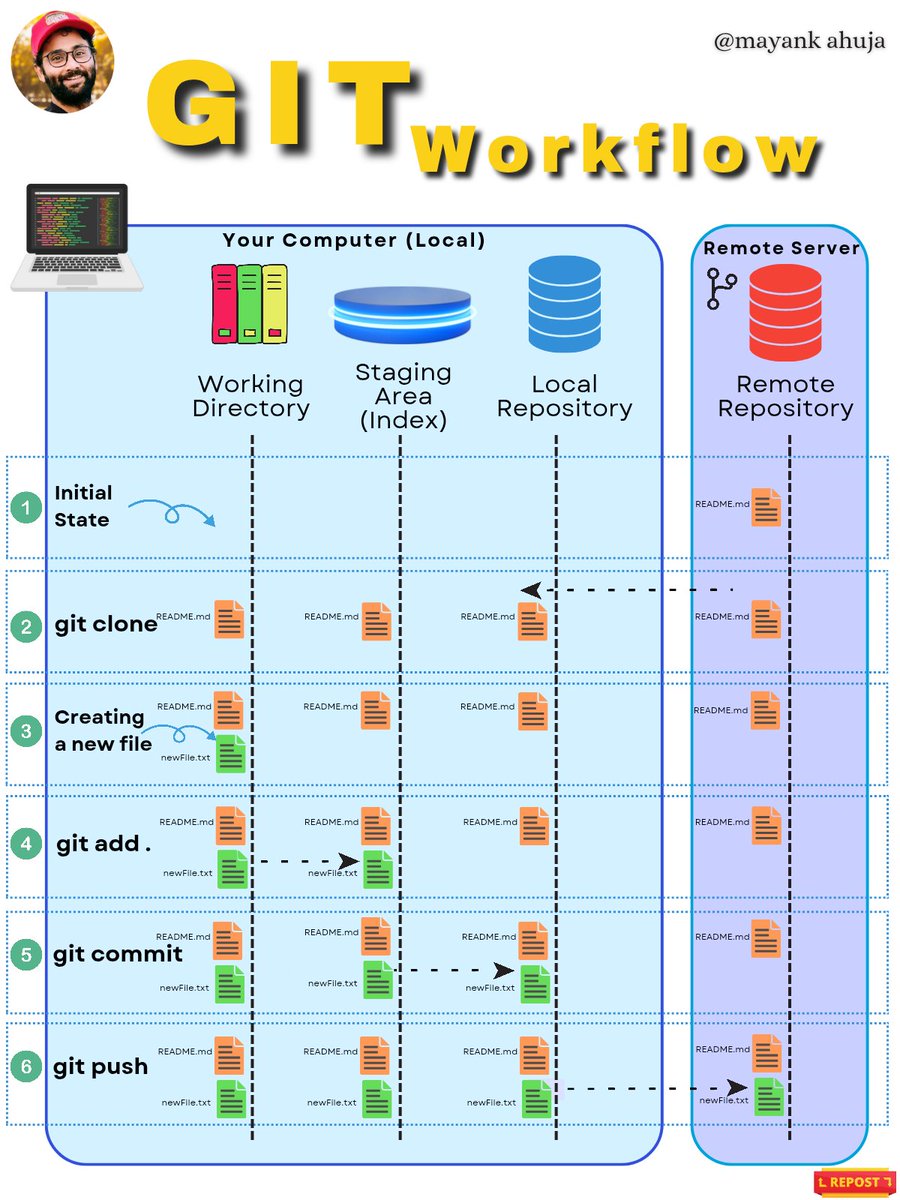 @mayank ahuja
GIT
Workflow
Your Computer (Local)
Remote Server
Working
Directory
Staging
Area
(Index)
Local
Repository
Remote
Repository
1
Initial
State
README.md
2
git clone
README.md
README.md
README.md
README.md
3
Creating
a new file
README.md
README.md
README.md
README.md
newFile.txt
4
git add .
README.md
README.md
README.md
README.md
newFile.txt
newFile.txt
5
git commit
README.md
README.md
README.md
README.md
newFile.txt
newFile.txt
newFile.txt
6
git push
README.md
README.md
README.md
README.md
newFile.txt
newFile.txt
newFile.txt
newFile.txt
REPOST